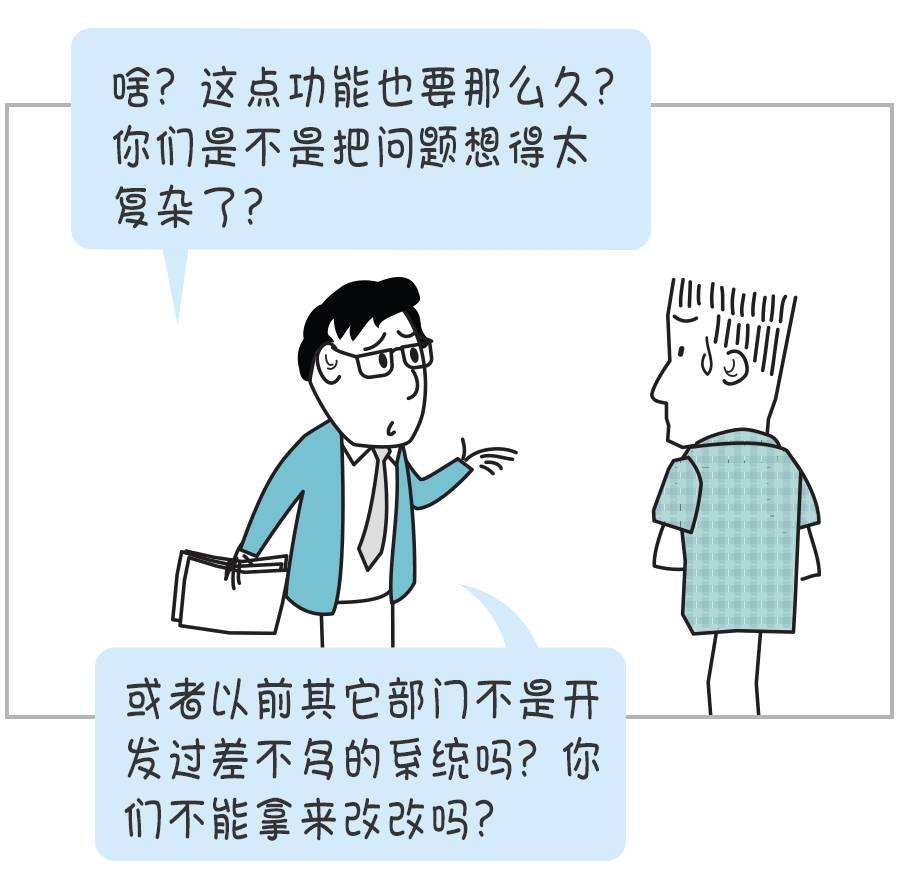 啥？这点功能也要那么久？
你们是不是把问题想得太
复杂了？
或者以前其它部门不是开
发过差不多的系统吗？你
们不能拿来改改吗？